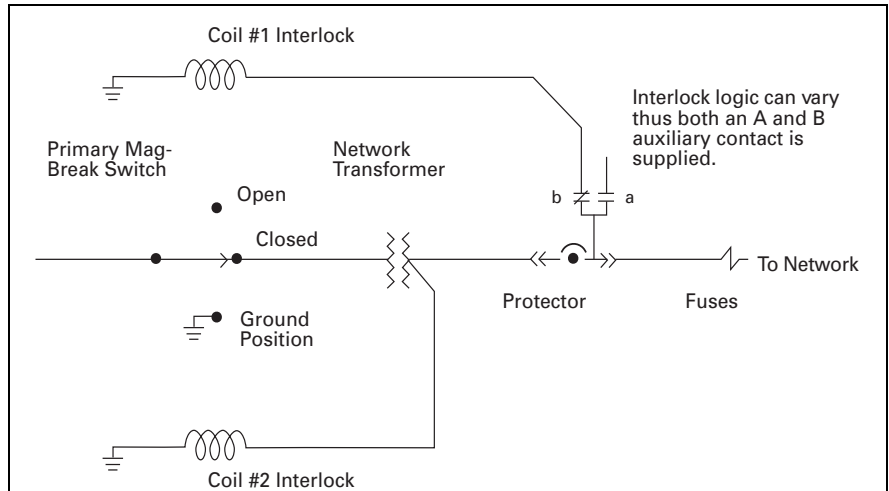 Coil #1 Interlock
Interlock logic can vary
thus both an A and B
auxiliary contact is
supplied.
Primary Mag-
Break Switch
Network
Transformer
Open
b
a
Closed
To Network
Protector
Fuses
Ground
Position
Coil #2 Interlock